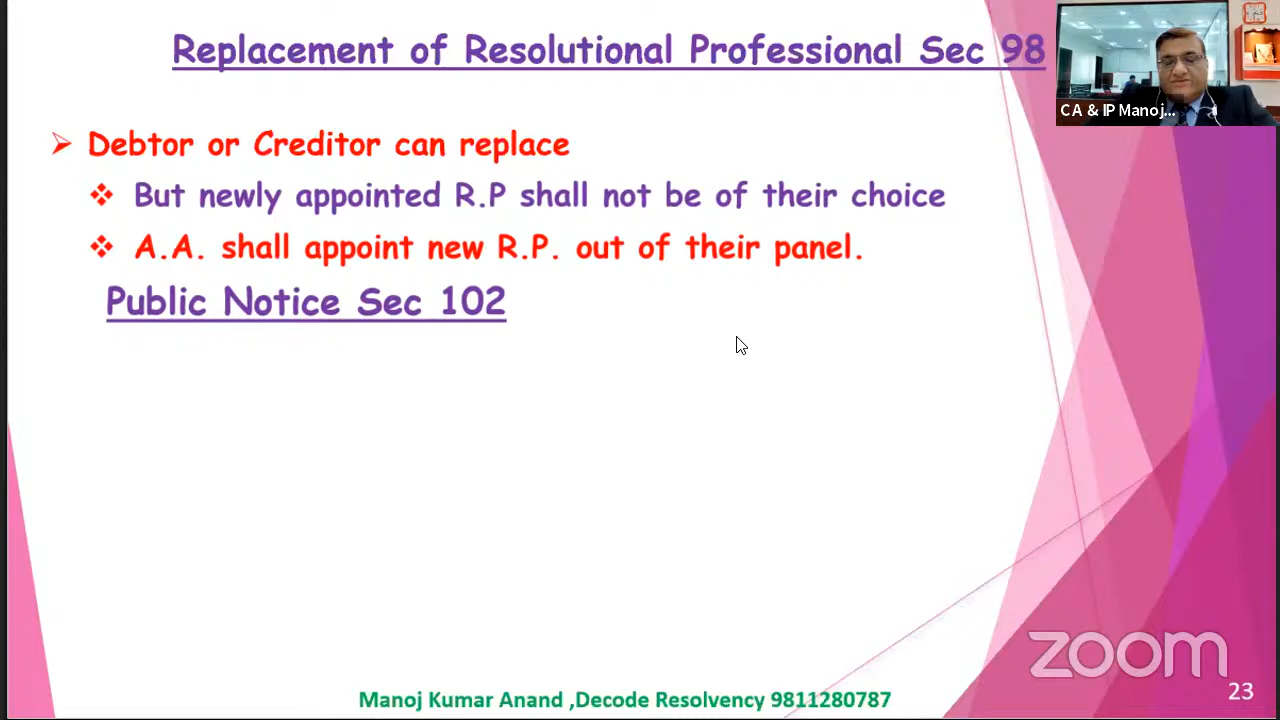 Replacement of Resolutional Professional Sec 98
CA & IP Manoj...
Debtor or Creditor can replace
But newly appointed R.P shall not be of their choice
A.A. shall appoint new R.P. out of their panel.
Public Notice Sec 102
zoom
Manoj Kumar Anand ,Decode Resolvency 9811280787
23